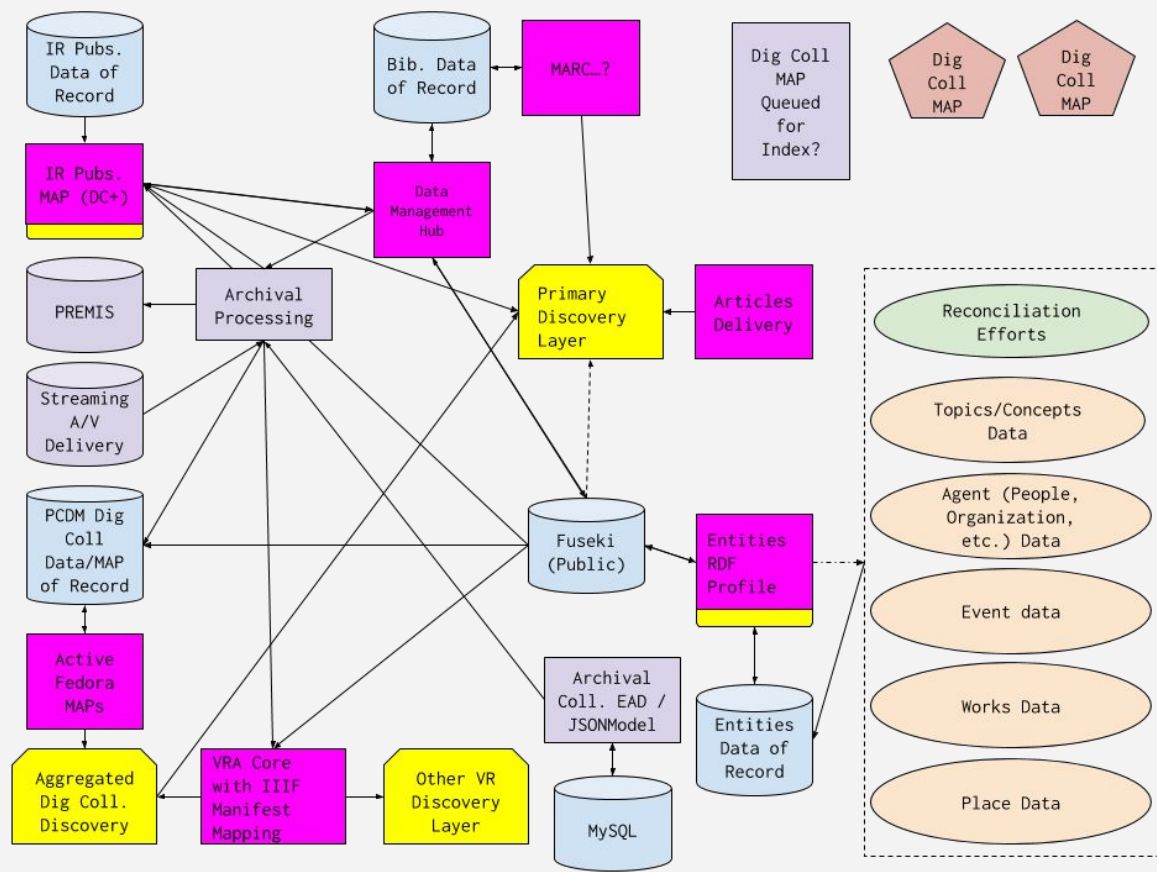 IR Pubs.
Data of
Record
Bib. Data
of Record
MARC…?
Dig Coll
MAP
Queued
for
Index?
Dig
Coll
MAP
Dig
Coll
MAP
IR Pubs.
MAP (DC+)
Data
Management
Hub
PREMIS
Archival
Processing
Primary
Discovery
Layer
Articles
Delivery
Reconciliation
Efforts
Streaming
A/V
Delivery
Topics/Concepts
Data
PCDM Dig
Coll
Data/MAP
of Record
Fuseki
(Public)
Entities
RDF
Profile
Agent (People,
Organization,
etc.) Data
Event data
Active
Fedora
MAPs
Archival
Coll. EAD /
JSONModel
Entities
Data of
Record
Works Data
Aggregated
Dig Coll.
Discovery
VRA Core
with IIIF
Manifest
Mapping
Other VR
Discovery
Layer
MySQL
Place Data